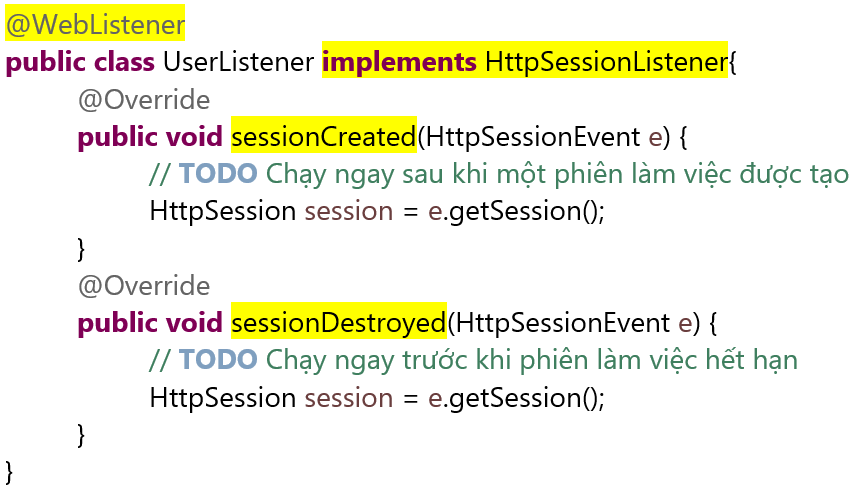 @WebListener
public class UserListener implements HttpSessionListener{
@Override
public void sessionCreated(HttpSessionEvent e) {
// TODO Chạy ngay sau khi một phiên làm việc được tạo
HttpSession session = e.getSession();
}
@Override
public void sessionDestroyed(HttpSessionEvent e) {
// TODO Chạy ngay trước khi phiên làm việc hết hạn
HttpSession session = e.getSession();
}
}